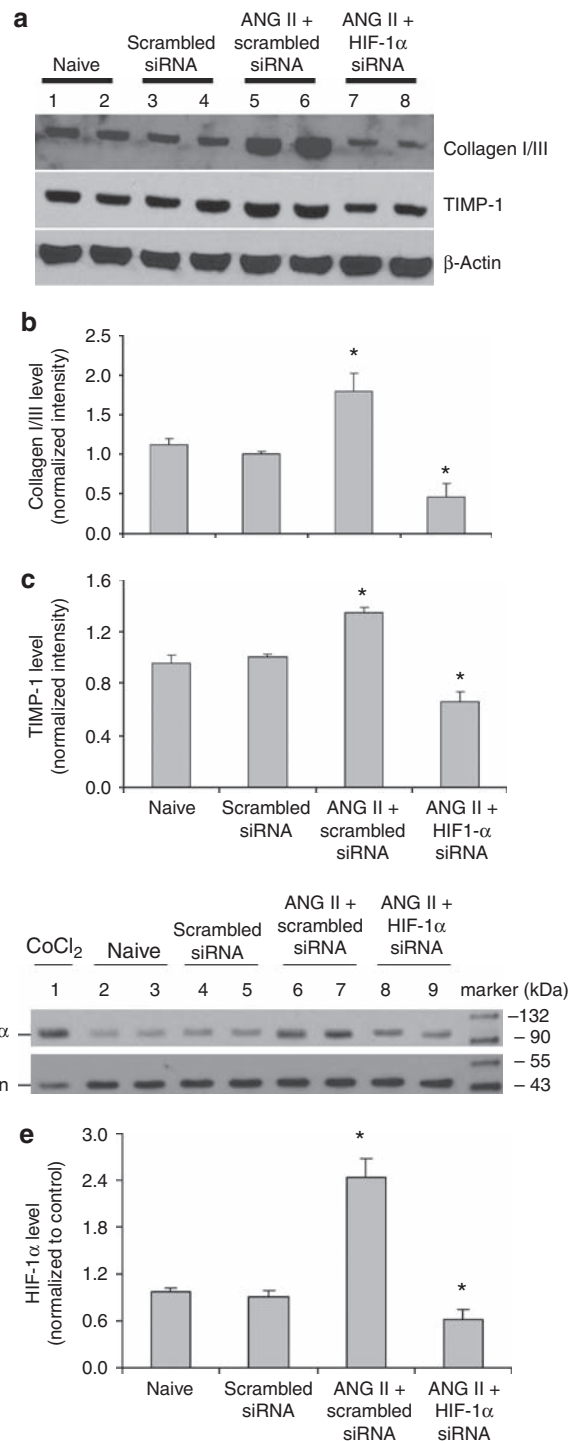 a
Naive
Scrambled
siRNA
ANG II +
scrambled
siRNA
ANG II +
HIF-1α
siRNA
1 2 3 4 5 6 7 8
Collagen I/III
TIMP-1
β-Actin
b
Collagen I/III level
(normalized intensity)
2.5
2.0
1.5
1.0
0.5
0.0
*
*
c
TIMP-1 level
(normalized intensity)
1.6
1.2
0.8
0.4
0.0
*
*
Naive
Scrambled
siRNA
ANG II +
scrambled
siRNA
ANG II +
HIF1-α
siRNA
CoCl₂
Naive
Scrambled
siRNA
ANG II +
scrambled
siRNA
ANG II +
HIF-1α
siRNA
1 2 3 4 5 6 7 8 9 marker (kDa)
α
–132
– 90
n
– 55
– 43
e
HIF-1α level
(normalized to control)
3.0
2.4
1.8
1.2
0.6
0.0
*
*
Naive
Scrambled
siRNA
ANG II +
scrambled
siRNA
ANG II +
HIF-1α
siRNA